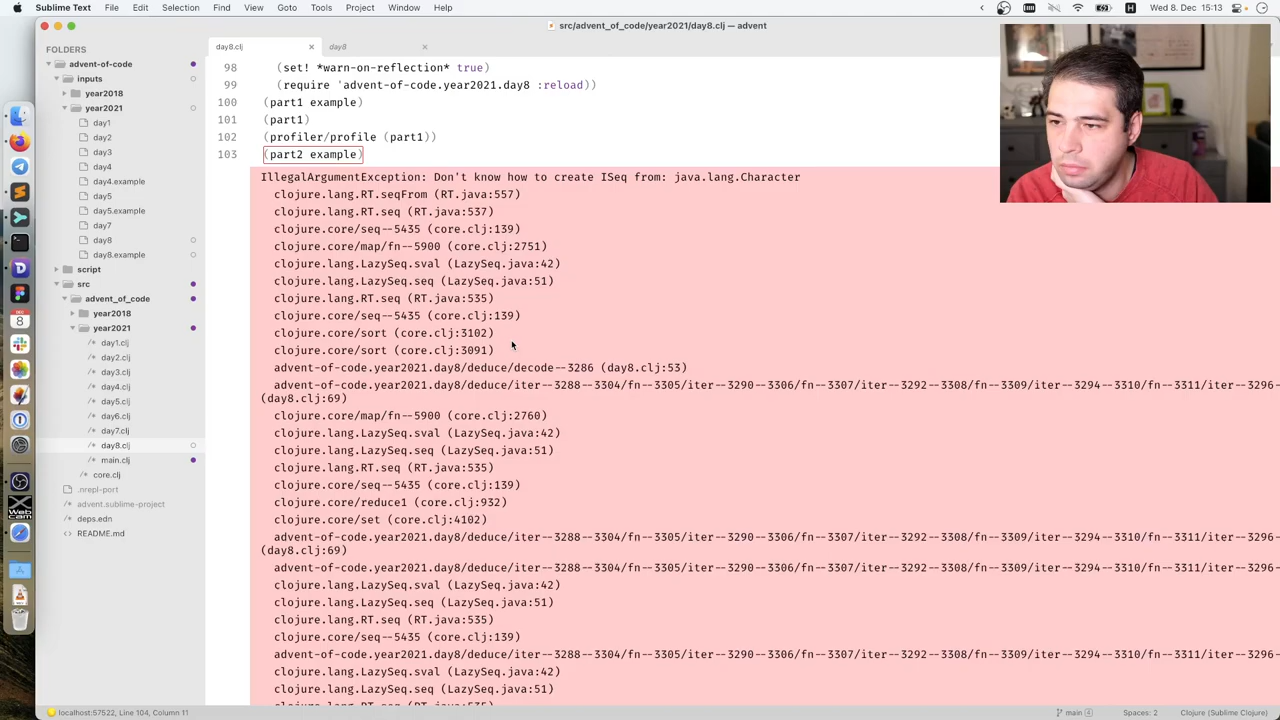 Sublime Text File Edit Selection Find View Goto Tools Project Window Help Wed 8. Dec 15:13
src/advent_of_code/year2021/day8.clj — advent
FOLDERS
advent-of-code
inputs
year2018
year2021
day1
day2
day3
day4
day4.example
day5
day5.example
day7
day8
day8.example
script
src
advent_of_code
year2018
year2021
/* day1.clj
/* day2.clj
/* day3.clj
/* day4.clj
/* day5.clj
/* day6.clj
/* day7.clj
/* day8.clj
/* main.clj
/* core.clj
.nrepl-port
advent.sublime-project
deps.edn
README.md
day8.clj × day8 ×
98 (set! *warn-on-reflection* true)
99 (require 'advent-of-code.year2021.day8 :reload))
100 (part1 example)
101 (part1)
102 (profiler/profile (part1))
103 (part2 example)
IllegalArgumentException: Don't know how to create ISeq from: java.lang.Character
clojure.lang.RT.seqFrom (RT.java:557)
clojure.lang.RT.seq (RT.java:537)
clojure.core/seq--5435 (core.clj:139)
clojure.core/map/fn--5900 (core.clj:2751)
clojure.lang.LazySeq.sval (LazySeq.java:42)
clojure.lang.LazySeq.seq (LazySeq.java:51)
clojure.lang.RT.seq (RT.java:535)
clojure.core/seq--5435 (core.clj:139)
clojure.core/sort (core.clj:3102)
clojure.core/sort (core.clj:3091)
advent-of-code.year2021.day8/deduce/decode--3286 (day8.clj:53)
advent-of-code.year2021.day8/deduce/iter--3288--3304/fn--3305/iter--3290--3306/fn--3307/iter--3292--3308/fn--3309/iter--3294--3310/fn--3311/iter--3296-
(day8.clj:69)
clojure.core/map/fn--5900 (core.clj:2760)
clojure.lang.LazySeq.sval (LazySeq.java:42)
clojure.lang.LazySeq.seq (LazySeq.java:51)
clojure.lang.RT.seq (RT.java:535)
clojure.core/seq--5435 (core.clj:139)
clojure.core/reduce1 (core.clj:932)
clojure.core/set (core.clj:4102)
advent-of-code.year2021.day8/deduce/iter--3288--3304/fn--3305/iter--3290--3306/fn--3307/iter--3292--3308/fn--3309/iter--3294--3310/fn--3311/iter--3296-
(day8.clj:69)
advent-of-code.year2021.day8/deduce/iter--3288--3304/fn--3305/iter--3290--3306/fn--3307/iter--3292--3308/fn--3309/iter--3294--3310/fn--3311/iter--3296-
clojure.lang.LazySeq.sval (LazySeq.java:42)
clojure.lang.LazySeq.seq (LazySeq.java:51)
clojure.lang.RT.seq (RT.java:535)
clojure.core/seq--5435 (core.clj:139)
advent-of-code.year2021.day8/deduce/iter--3288--3304/fn--3305/iter--3290--3306/fn--3307/iter--3292--3308/fn--3309/iter--3294--3310/fn--3311/iter--3296-
clojure.lang.LazySeq.sval (LazySeq.java:42)
clojure.lang.LazySeq.seq (LazySeq.java:51)
localhost:57522, Line 104, Column 11 main 4 Spaces: 2 Clojure (Sublime Clojure)